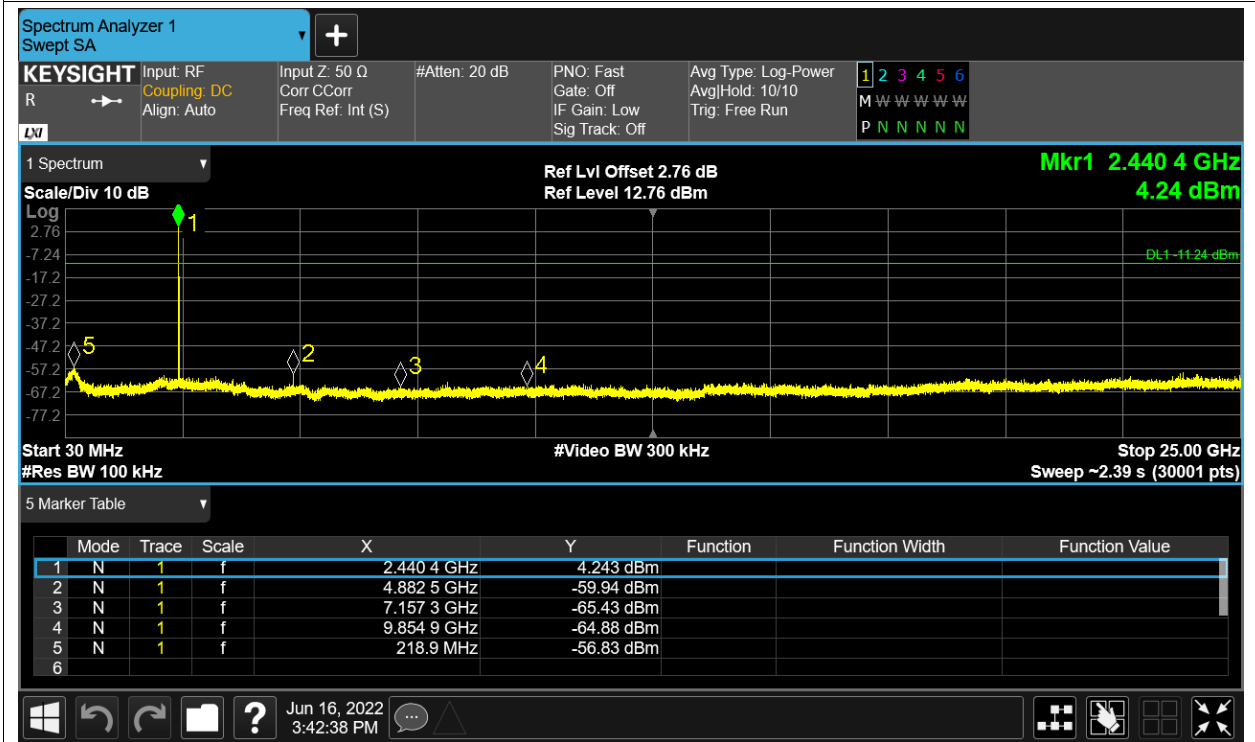 Spectrum Analyzer 1
Swept SA
+
KEYSIGHT Input: RF Input Z: 50 Ω #Atten: 20 dB PNO: Fast Avg Type: Log-Power 1 2 3 4 5 6
R Coupling: DC Corr CCorr Gate: Off Avg|Hold: 10/10 M W W W W W
Align: Auto Freq Ref: Int (S) IF Gain: Low Trig: Free Run
LXI Sig Track: Off P N N N N N
1 Spectrum Ref Lvl Offset 2.76 dB Mkr1 2.440 4 GHz
Scale/Div 10 dB Ref Level 12.76 dBm 4.24 dBm
Log
1
2.76
-7.24 DL1 -11.24 dBm
-17.2
-27.2
-37.2
-47.2 5 2
-57.2 3 4
-67.2
-77.2
Start 30 MHz #Video BW 300 kHz Stop 25.00 GHz
#Res BW 100 kHz Sweep ~2.39 s (30001 pts)
5 Marker Table
Mode Trace Scale X Y Function Function Width Function Value
1 N 1 f 2.440 4 GHz 4.243 dBm
2 N 1 f 4.882 5 GHz -59.94 dBm
3 N 1 f 7.157 3 GHz -65.43 dBm
4 N 1 f 9.854 9 GHz -64.88 dBm
5 N 1 f 218.9 MHz -56.83 dBm
6
? Jun 16, 2022
3:42:38 PM